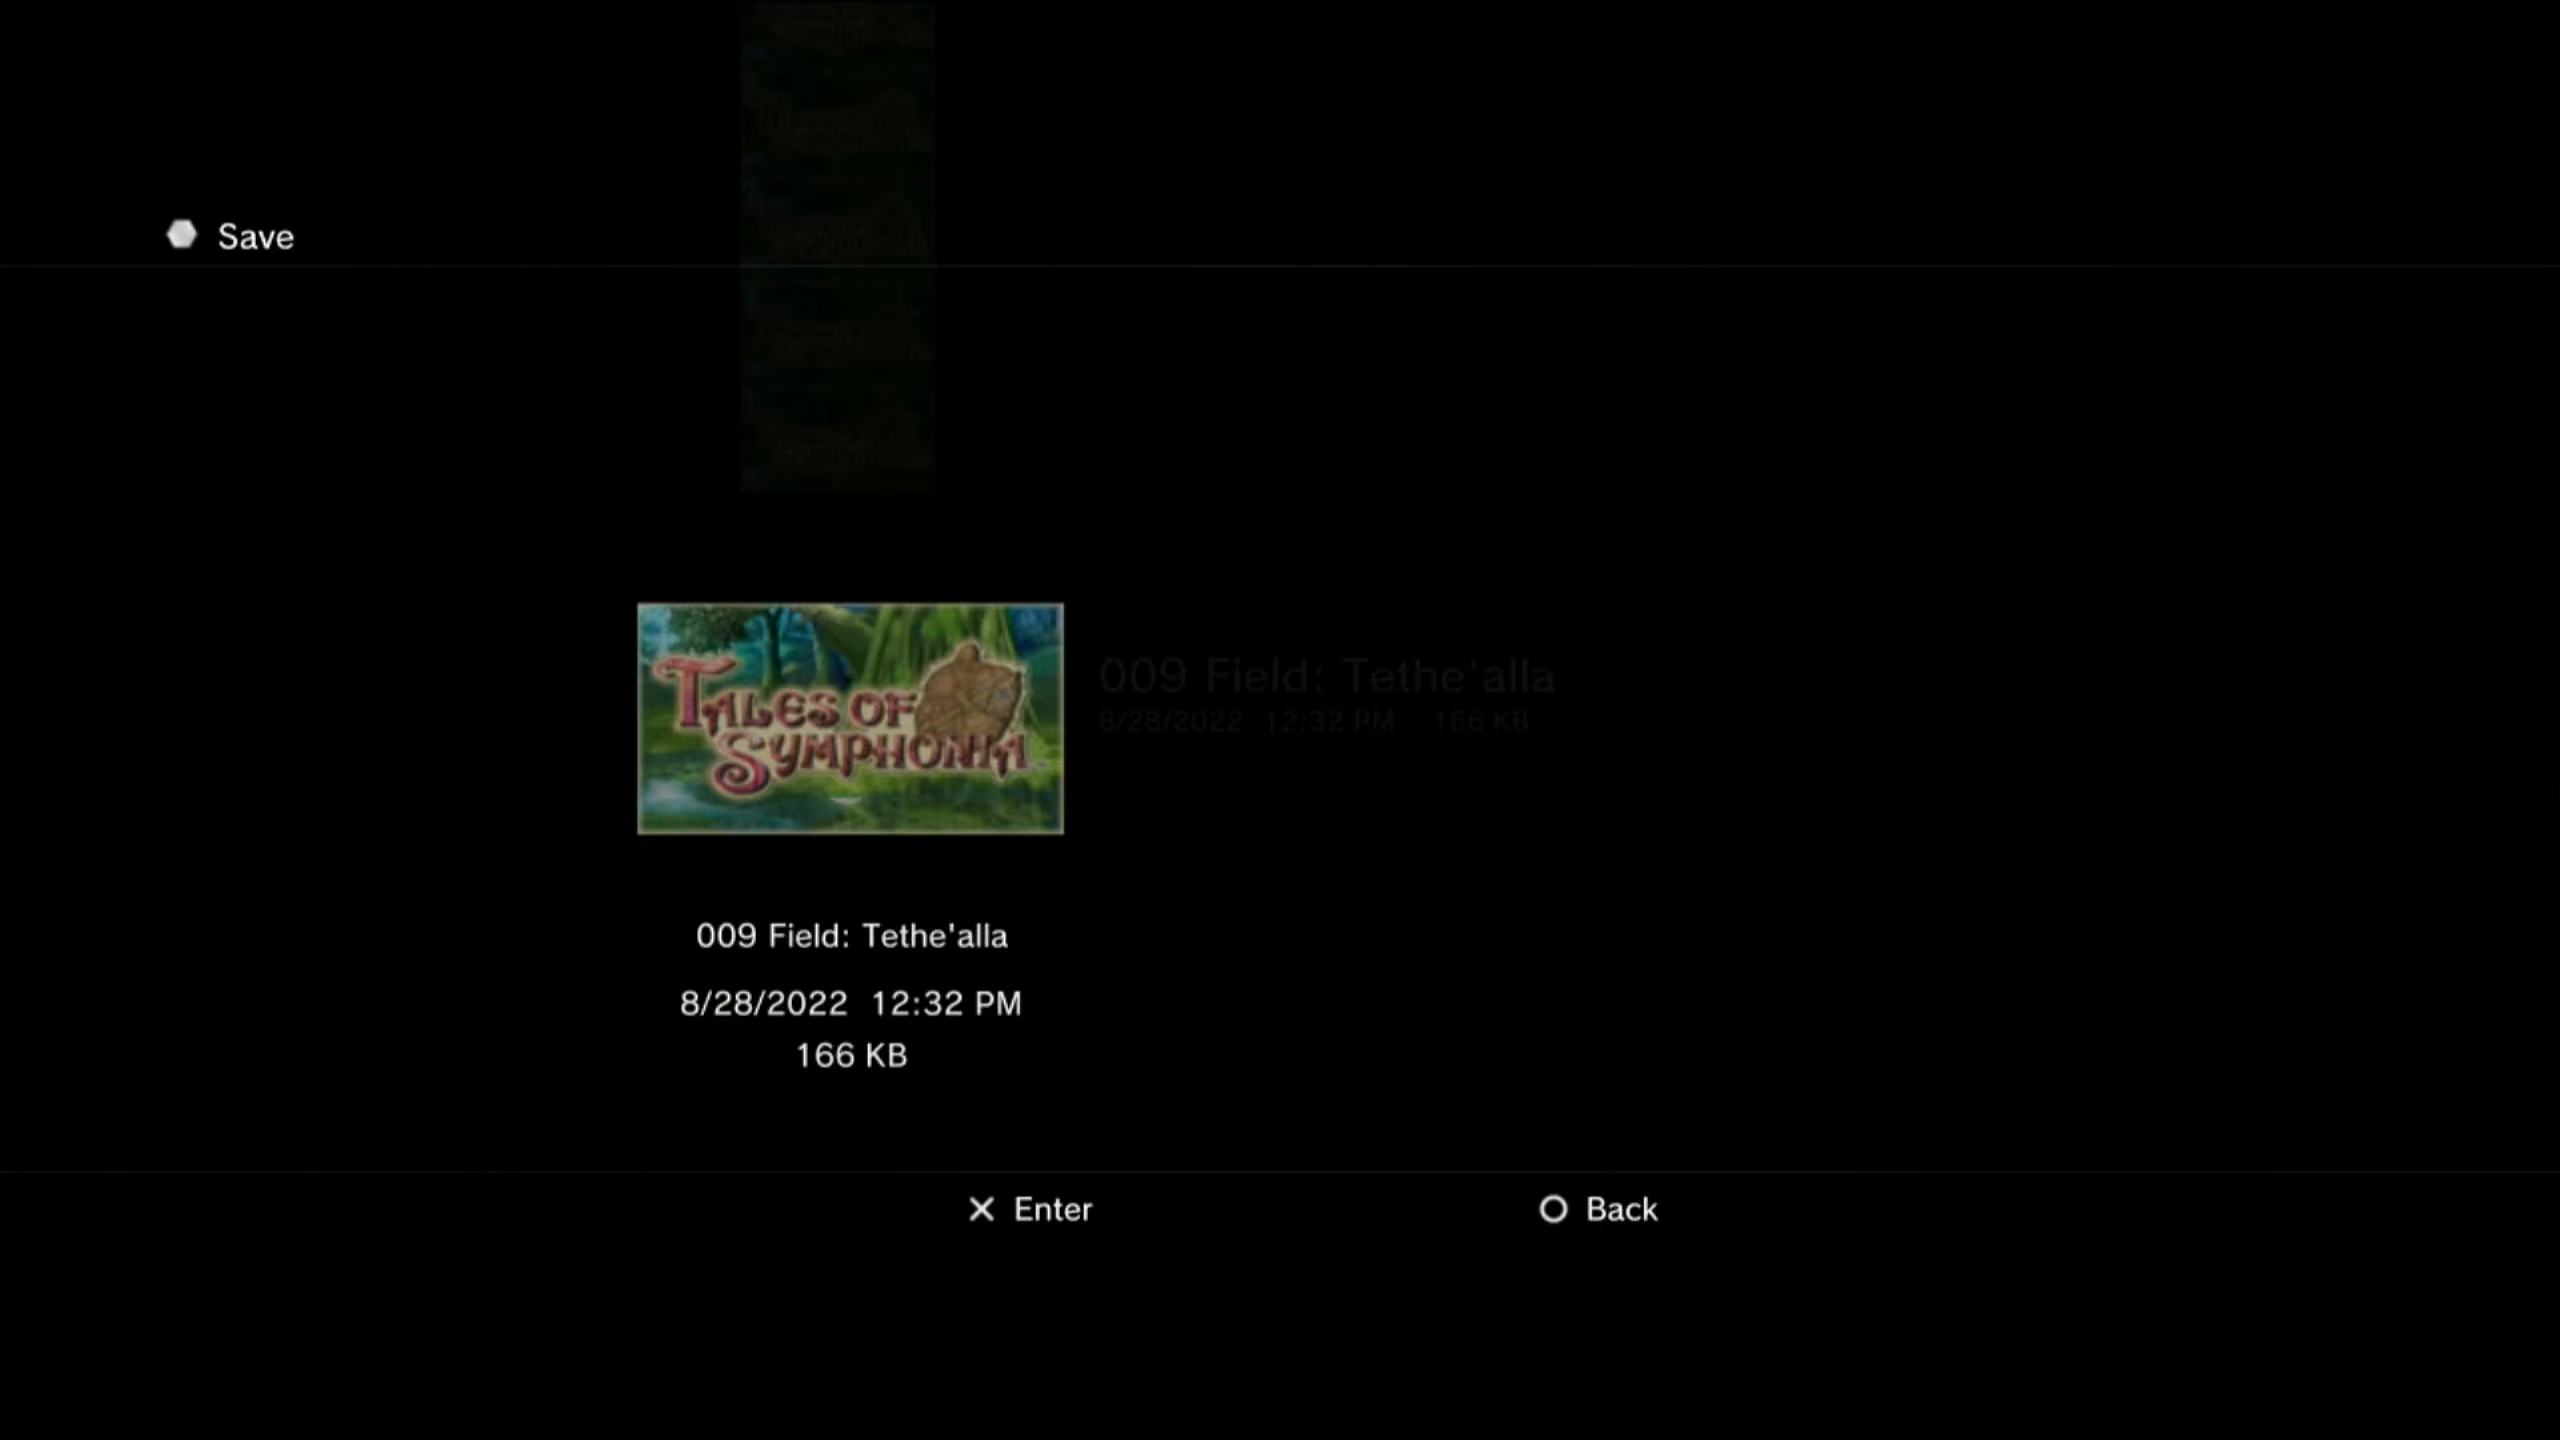 Save
TALES OF
SYMPHONIA
009 Field: Tethe'alla
8/28/2022 12:32 PM 166 KB
009 Field: Tethe'alla
8/28/2022 12:32 PM
166 KB
Enter
Back